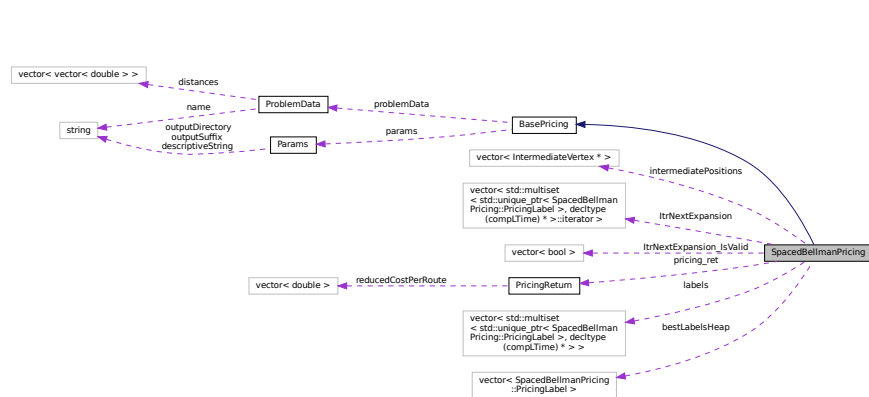 vector< vector< double > >
distances
name
string
outputDirectory
outputSuffix
descriptiveString
ProblemData
Params
problemData
params
BasePricing
vector< IntermediateVertex * >
intermediatePositions
vector< std::multiset
< std::unique_ptr< SpacedBellman
Pricing::PricingLabel >, decltype
(compLTime) * >::iterator >
ItrNextExpansion
vector< bool >
ItrNextExpansion_IsValid
SpacedBellmanPricing
pricing_ret
vector< double >
reducedCostPerRoute
PricingReturn
labels
vector< std::multiset
< std::unique_ptr< SpacedBellman
Pricing::PricingLabel >, decltype
(compLTime) * > >
bestLabelsHeap
vector< SpacedBellmanPricing
::PricingLabel >